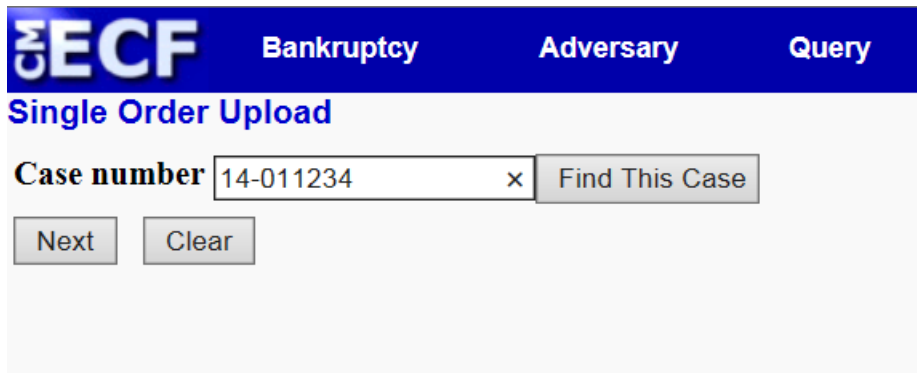 CM ECF Bankruptcy Adversary Query
Single Order Upload
Case number 14-011234 × Find This Case
Next Clear